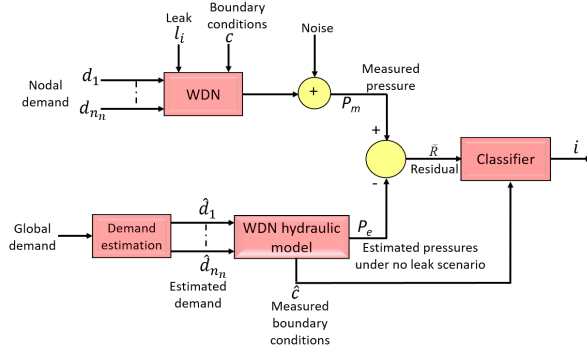 Leak
l_i
Boundary
conditions
c
Noise
Nodal
demand
d_1
d_{n_n}
WDN
+
P_m
Measured
pressure
+
-
R̄
Residual
Classifier
i
Global
demand
Demand
estimation
d̂_1
d̂_{n_n}
Estimated
demand
WDN hydraulic
model
P_e
Estimated pressures
under no leak scenario
ĉ
Measured
boundary
conditions